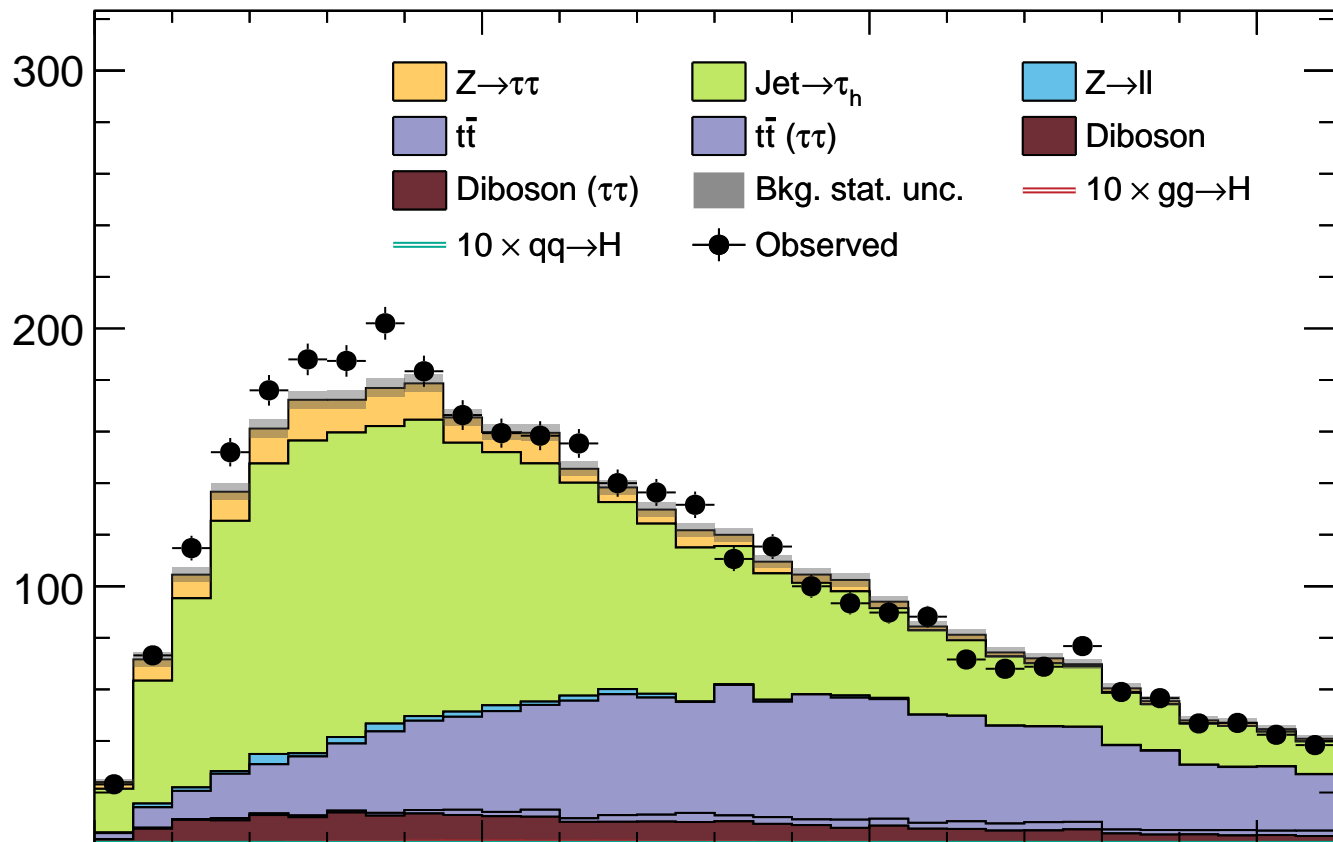 300
Z→ττ Jet→τh Z→ll
tt̄ tt̄ (ττ) Diboson
Diboson (ττ) Bkg. stat. unc. 10 × gg→H
10 × qq→H Observed
200
100